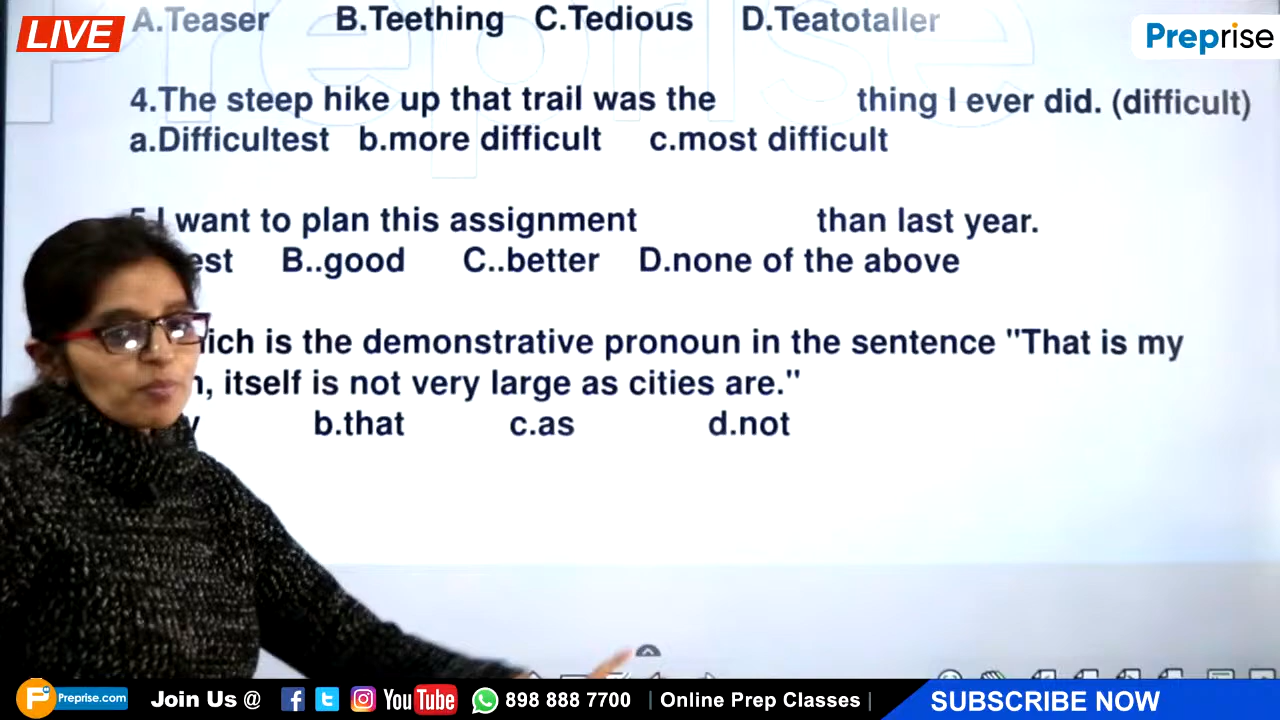 LIVE
A.Teaser B.Teething C.Tedious D.Teatotaller
Preprise
4.The steep hike up that trail was the thing I ever did. (difficult)
a.Difficultest b.more difficult c.most difficult
5.I want to plan this assignment than last year.
B..good C..better D.none of the above
is the demonstrative pronoun in the sentence "That is my
itself is not very large as cities are."
b.that c.as d.not
Preprise.com Join Us @ YouTube 898 888 7700 | Online Prep Classes | SUBSCRIBE NOW